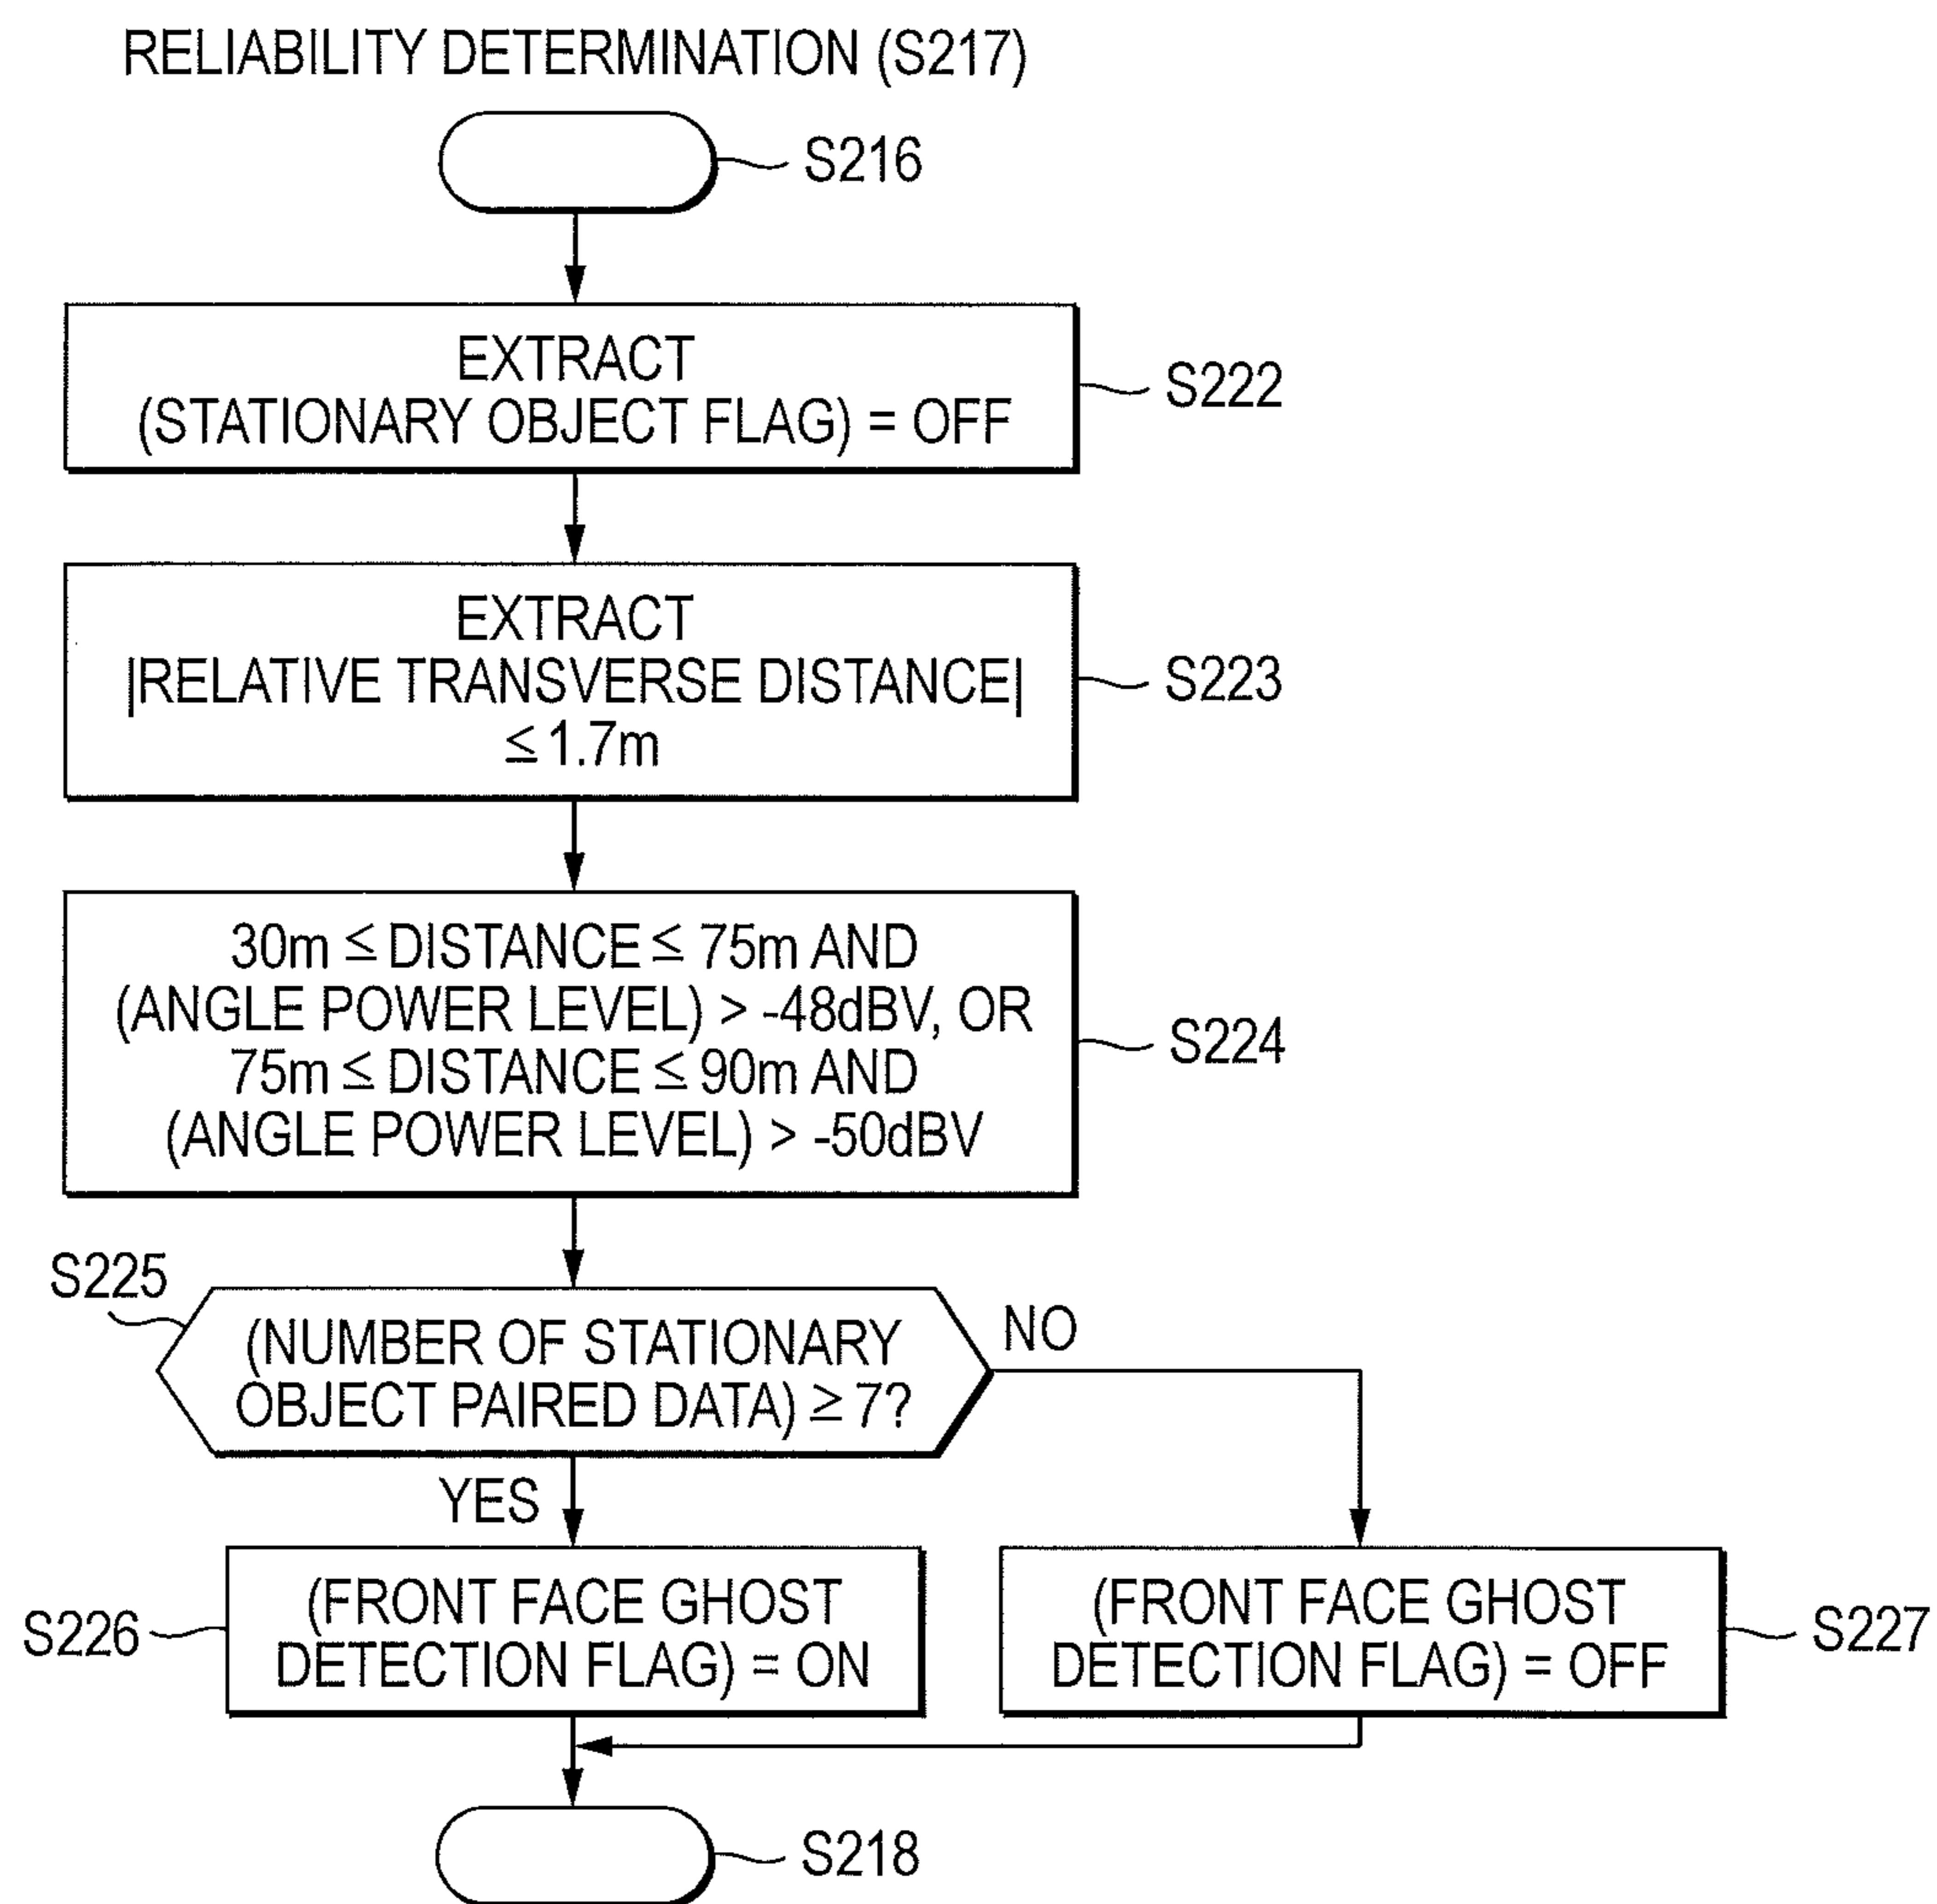 RELIABILITY DETERMINATION (S217)
S216
EXTRACT
(STATIONARY OBJECT FLAG) = OFF
S222
EXTRACT
|RELATIVE TRANSVERSE DISTANCE|
≤ 1.7m
S223
30m ≤ DISTANCE ≤ 75m AND
(ANGLE POWER LEVEL) > -48dBV, OR
75m ≤ DISTANCE ≤ 90m AND
(ANGLE POWER LEVEL) > -50dBV
S224
S225
(NUMBER OF STATIONARY
OBJECT PAIRED DATA) ≥ 7?
NO
YES
(FRONT FACE GHOST
DETECTION FLAG) = ON
S226
(FRONT FACE GHOST
DETECTION FLAG) = OFF
S227
S218